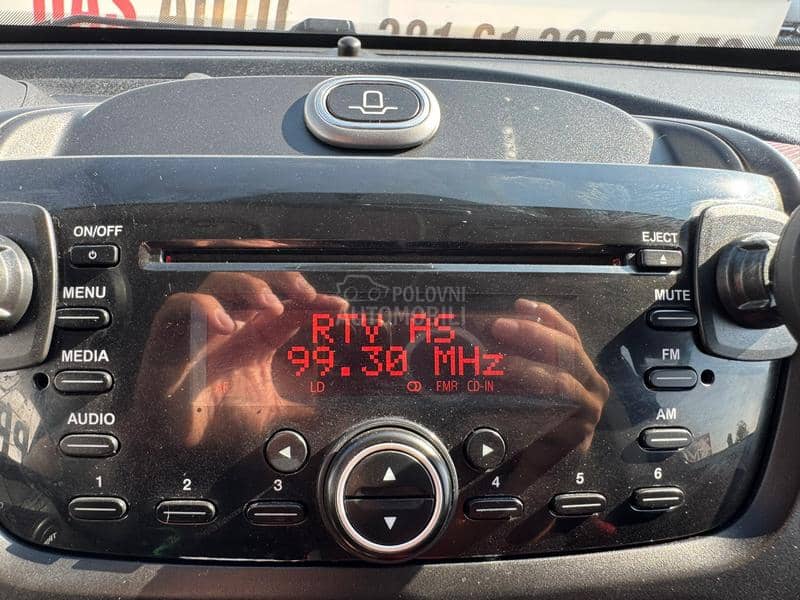 ON/OFF
EJECT
MENU
MUTE
MEDIA
FM
AUDIO
AM
POLOVNI
AUTOMOBILI
RTV AS
99.30 MHz
AF
LD
FMR CD-IN
1
2
3
4
5
6